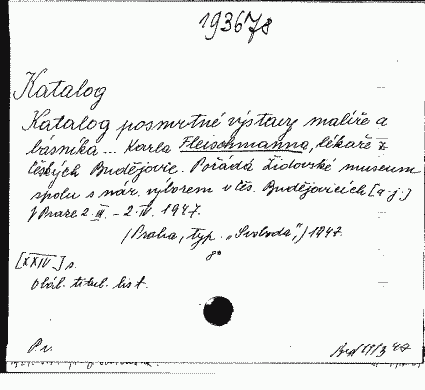 193678
Katalog
Katalog posmrtné výstavy malíře a
básníka... Karla Fleischmanna, lékaře z
českých Budějovic. Pořádá Židovské museum
spolu s nár. výborem v čes. Budějovicích [a j.]
v Praze 2.III. - 2.IV. 1947.
(Praha, typ. „Svoboda",) 1947.
8°
[XXIV] s.
Obál. titul. list.
P.v.